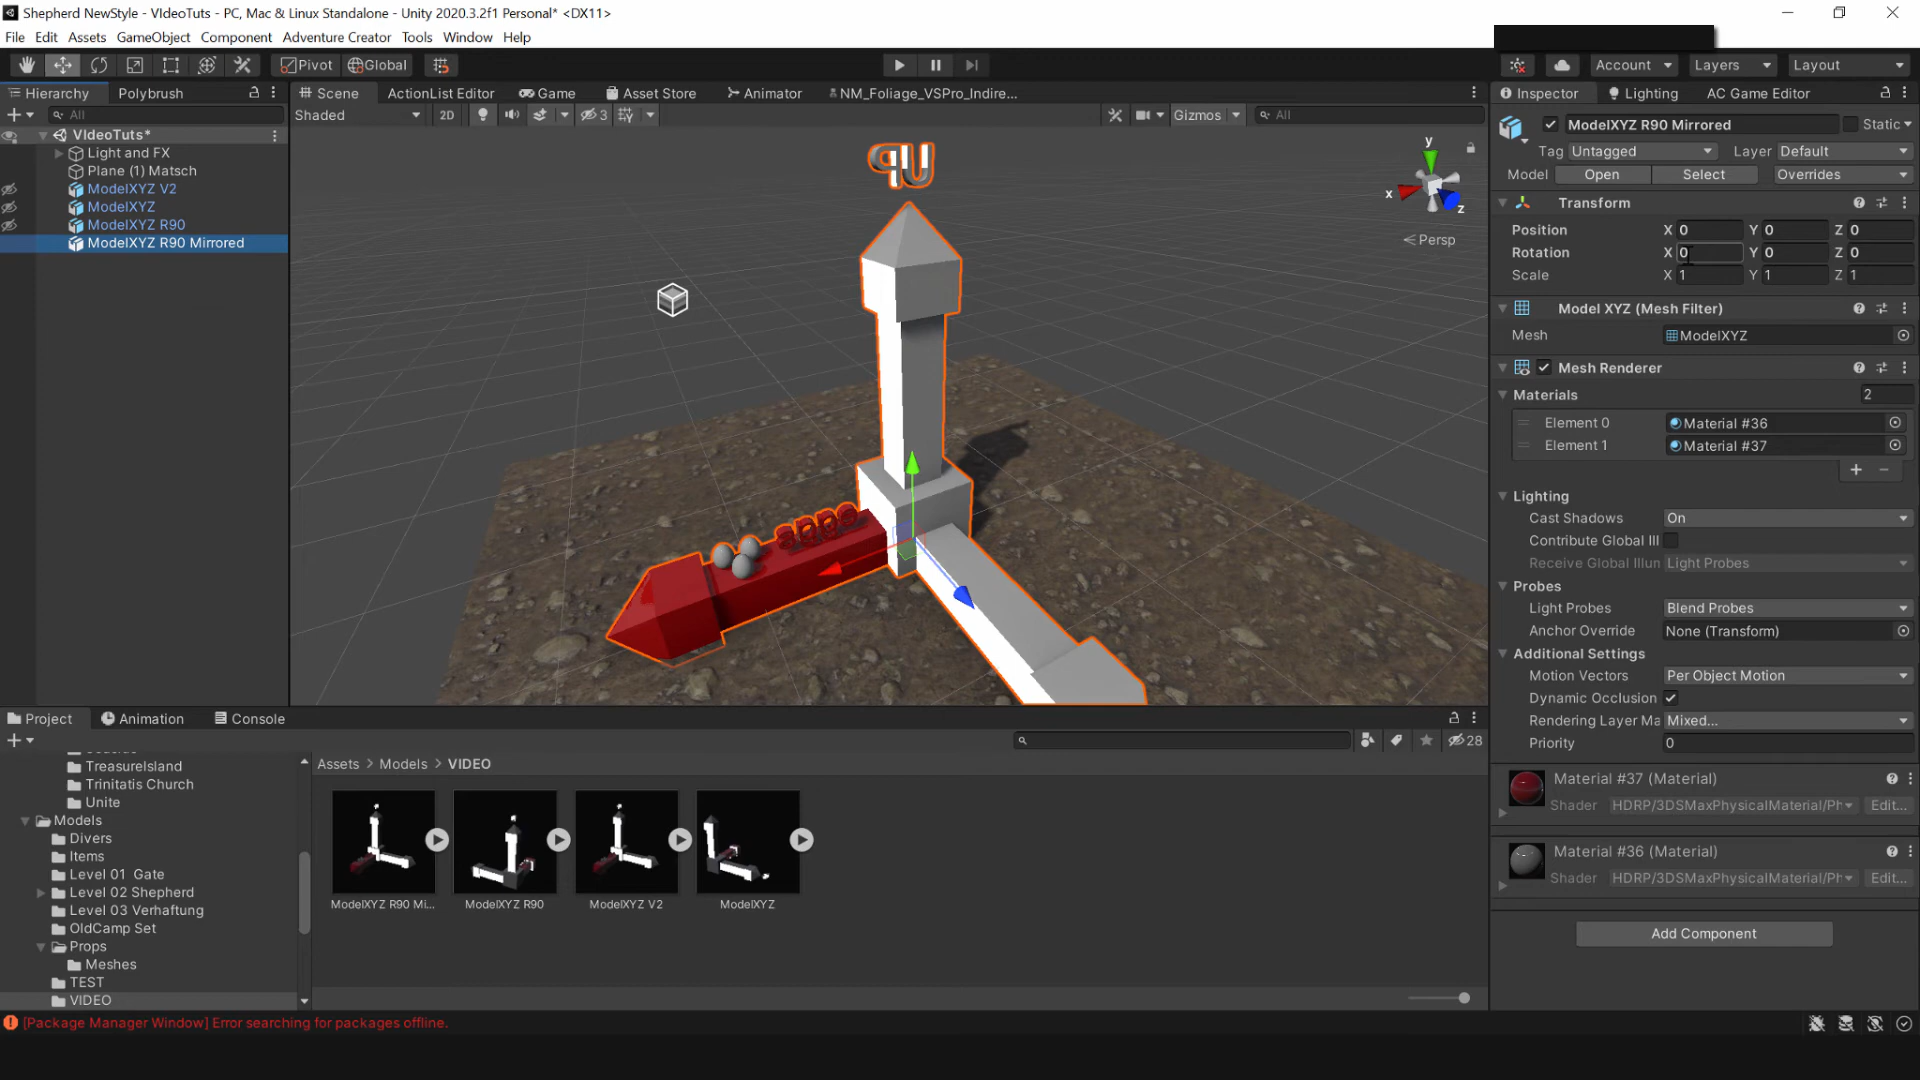 Shepherd NewStyle - VIdeoTuts - PC, Mac & Linux Standalone - Unity 2020.3.2f1 Personal* <DX11>
File Edit Assets GameObject Component Adventure Creator Tools Window Help
Pivot Global Account Layers Layout
Hierarchy Polybrush
All
VIdeoTuts*
Light and FX
Plane (1) Matsch
ModelXYZ V2
ModelXYZ
ModelXYZ R90
ModelXYZ R90 Mirrored
Scene ActionList Editor Game Asset Store Animator NM_Foliage_VSPro_Indire...
Shaded 2D 3 Gizmos All
y
x
z
Persp
Inspector Lighting AC Game Editor
ModelXYZ R90 Mirrored Static
Tag Untagged Layer Default
Model Open Select Overrides
Transform
Position X 0 Y 0 Z 0
Rotation X 0 Y 0 Z 0
Scale X 1 Y 1 Z 1
Model XYZ (Mesh Filter)
Mesh ModelXYZ
Mesh Renderer
Materials 2
Element 0 Material #36
Element 1 Material #37
Lighting
Cast Shadows On
Contribute Global Ill
Receive Global Illun Light Probes
Probes
Light Probes Blend Probes
Anchor Override None (Transform)
Additional Settings
Motion Vectors Per Object Motion
Dynamic Occlusion
Rendering Layer Ma Mixed...
Priority 0
Material #37 (Material)
Shader HDRP/3DSMaxPhysicalMaterial/Ph Edit...
Material #36 (Material)
Shader HDRP/3DSMaxPhysicalMaterial/Ph Edit...
Add Component
UP
Project Animation Console
28
TreasureIsland
Trinitatis Church
Unite
Models
Divers
Items
Level 01 Gate
Level 02 Shepherd
Level 03 Verhaftung
OldCamp Set
Props
Meshes
TEST
VIDEO
Assets > Models > VIDEO
ModelXYZ R90 Mi... ModelXYZ R90 ModelXYZ V2 ModelXYZ
[Package Manager Window] Error searching for packages offline.